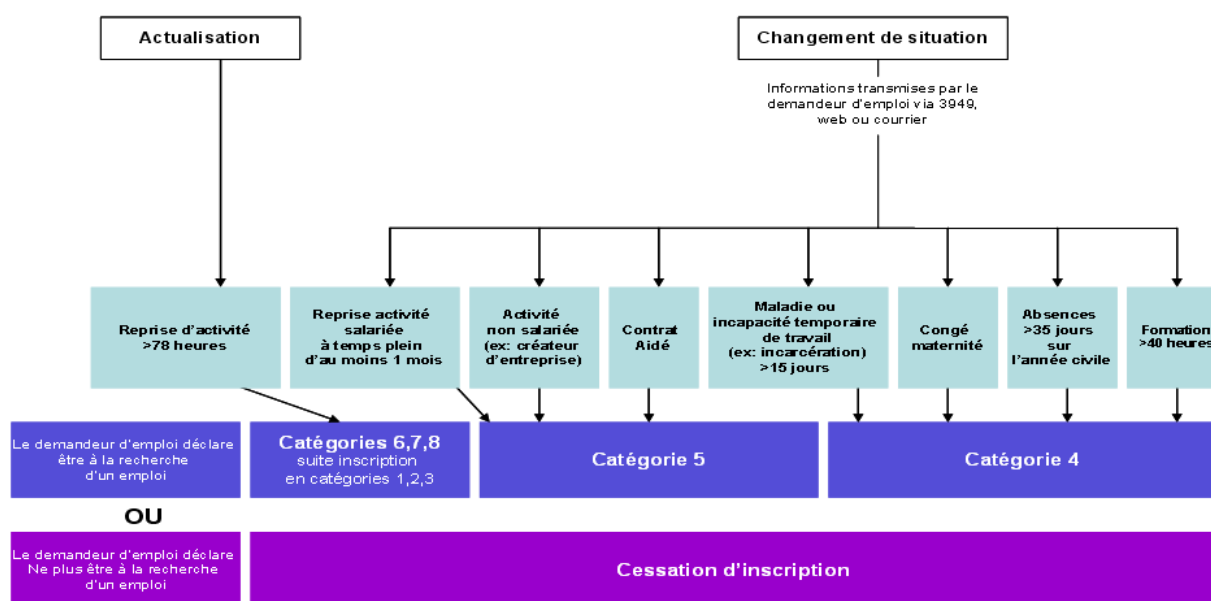 Actualisation
Changement de situation
Informations transmises par le
demandeur d'emploi via 3949,
web ou courrier
Reprise d'activité
>78 heures
Reprise activité
salariée
à temps plein
d'au moins 1 mois
Activité
non salariée
(ex: créateur
d'entreprise)
Contrat
Aidé
Maladie ou
incapacité temporaire
de travail
(ex: incarcération)
>15 jours
Congé
maternité
Absences
>35 jours
sur
l'année civile
Formation
>40 heures
Le demandeur d'emploi déclare
être à la recherche
d'un emploi
Catégories 6,7,8
suite inscription
en catégories 1,2,3
Catégorie 5
Catégorie 4
OU
Le demandeur d'emploi déclare
Ne plus être à la recherche
d'un emploi
Cessation d'inscription